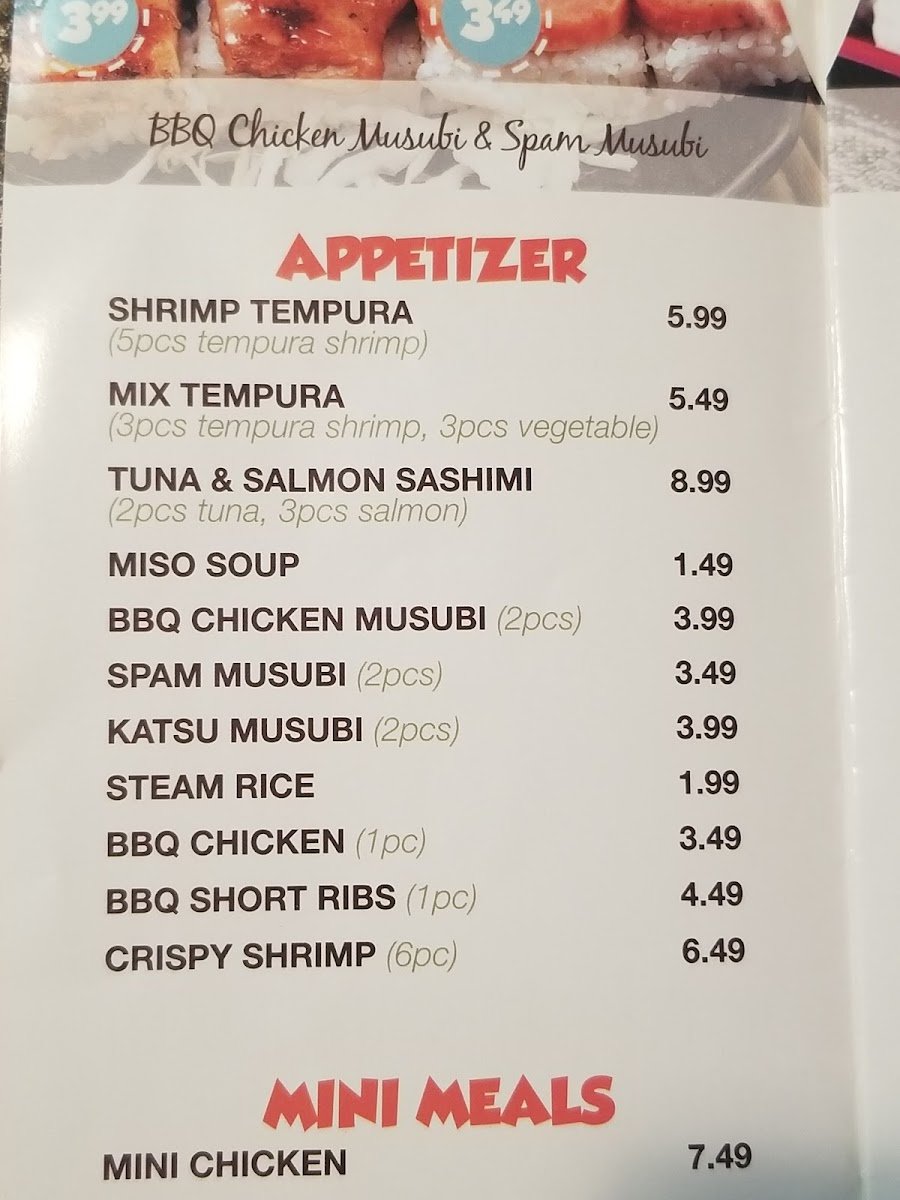 3.99
3.49
BBQ Chicken Musubi & Spam Musubi
APPETIZER
SHRIMP TEMPURA 5.99
(5pcs tempura shrimp)
MIX TEMPURA 5.49
(3pcs tempura shrimp, 3pcs vegetable)
TUNA & SALMON SASHIMI 8.99
(2pcs tuna, 3pcs salmon)
MISO SOUP 1.49
BBQ CHICKEN MUSUBI (2pcs) 3.99
SPAM MUSUBI (2pcs) 3.49
KATSU MUSUBI (2pcs) 3.99
STEAM RICE 1.99
BBQ CHICKEN (1pc) 3.49
BBQ SHORT RIBS (1pc) 4.49
CRISPY SHRIMP (6pc) 6.49
MINI MEALS
MINI CHICKEN 7.49